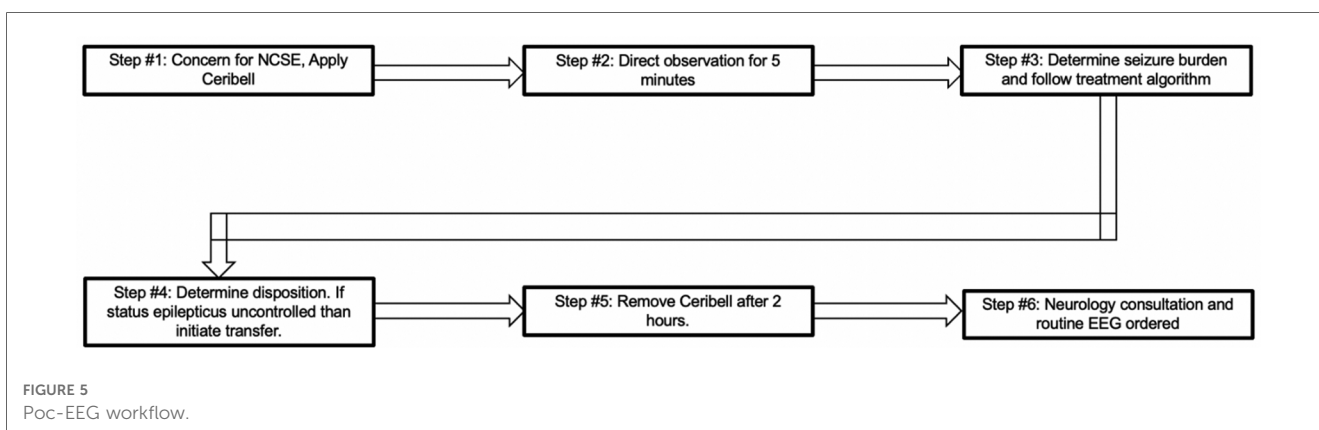 Step #1: Concern for NCSE, Apply
Ceribell
Step #2: Direct observation for 5
minutes
Step #3: Determine seizure burden
and follow treatment algorithm
Step #4: Determine disposition. If
status epilepticus uncontrolled than
initiate transfer.
Step #5: Remove Ceribell after 2
hours.
Step #6: Neurology consultation and
routine EEG ordered
FIGURE 5
Poc-EEG workflow.